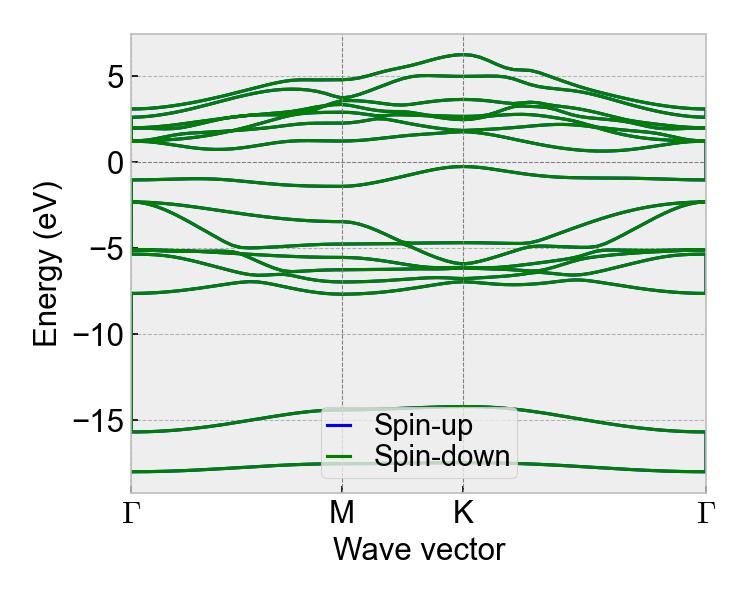 Energy (eV)
5
0
−5
−10
−15
Spin-up
Spin-down
Γ M K Γ
Wave vector